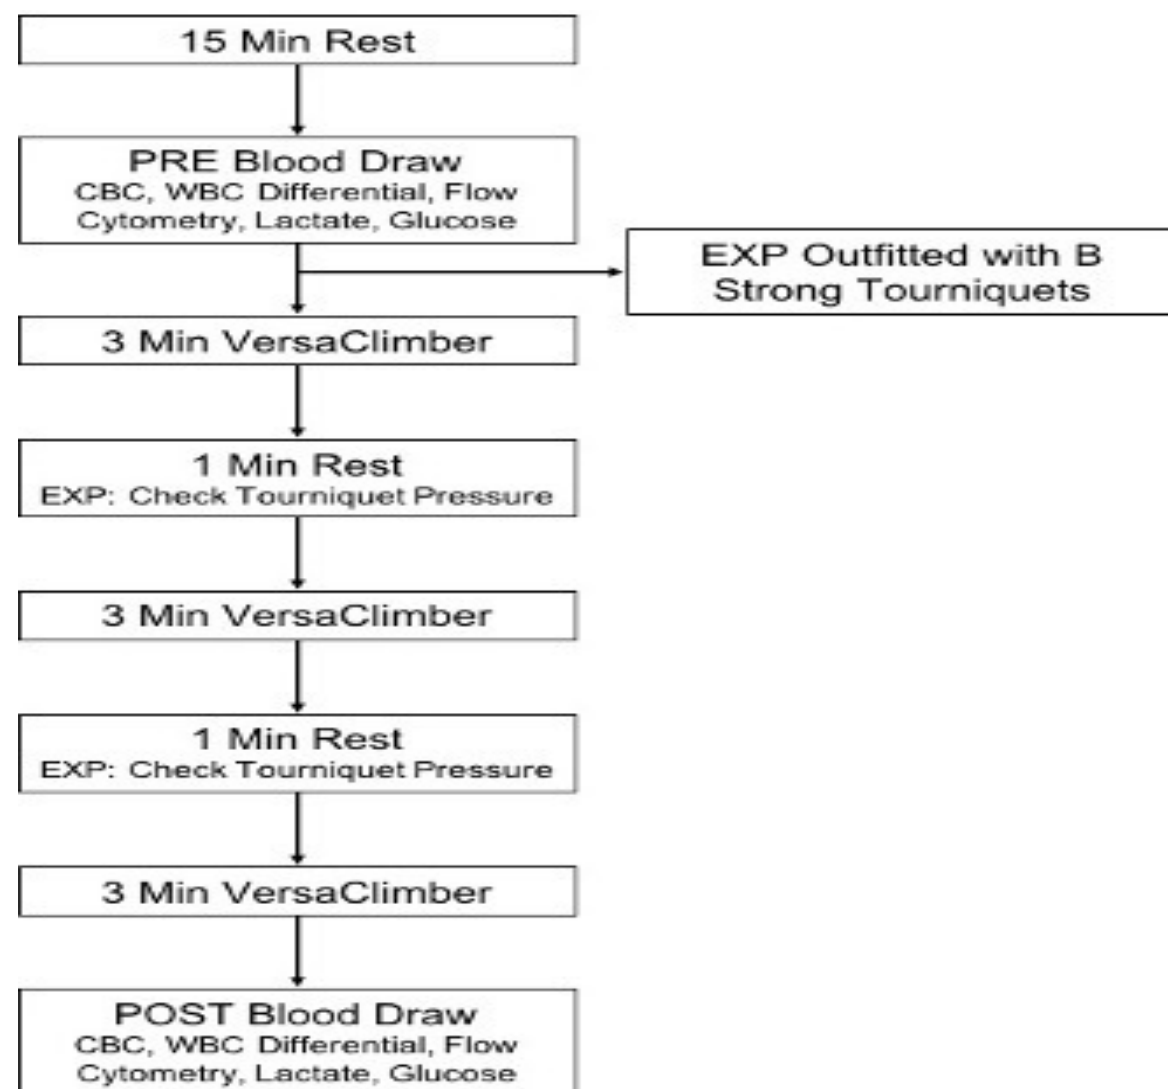 15 Min Rest
PRE Blood Draw
CBC, WBC Differential, Flow
Cytometry, Lactate, Glucose
EXP Outfitted with B
Strong Tourniquets
3 Min VersaClimber
1 Min Rest
EXP: Check Tourniquet Pressure
3 Min VersaClimber
1 Min Rest
EXP: Check Tourniquet Pressure
3 Min VersaClimber
POST Blood Draw
CBC, WBC Differential, Flow
Cytometry, Lactate, Glucose